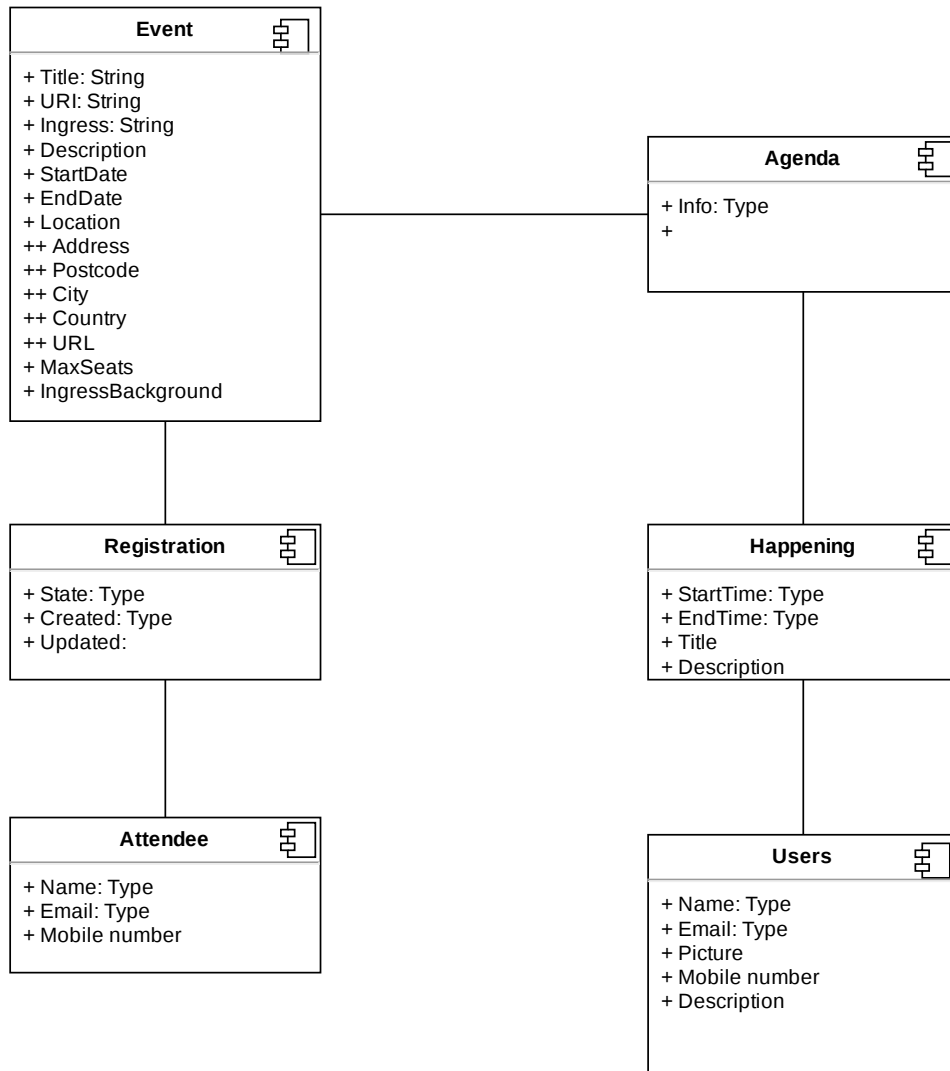 Event
+ Title: String
+ URI: String
+ Ingress: String
+ Description
+ StartDate
+ EndDate
+ Location
++ Address
++ Postcode
++ City
++ Country
++ URL
+ MaxSeats
+ IngressBackground
Agenda
+ Info: Type
+
Registration
+ State: Type
+ Created: Type
+ Updated:
Happening
+ StartTime: Type
+ EndTime: Type
+ Title
+ Description
Attendee
+ Name: Type
+ Email: Type
+ Mobile number
Users
+ Name: Type
+ Email: Type
+ Picture
+ Mobile number
+ Description